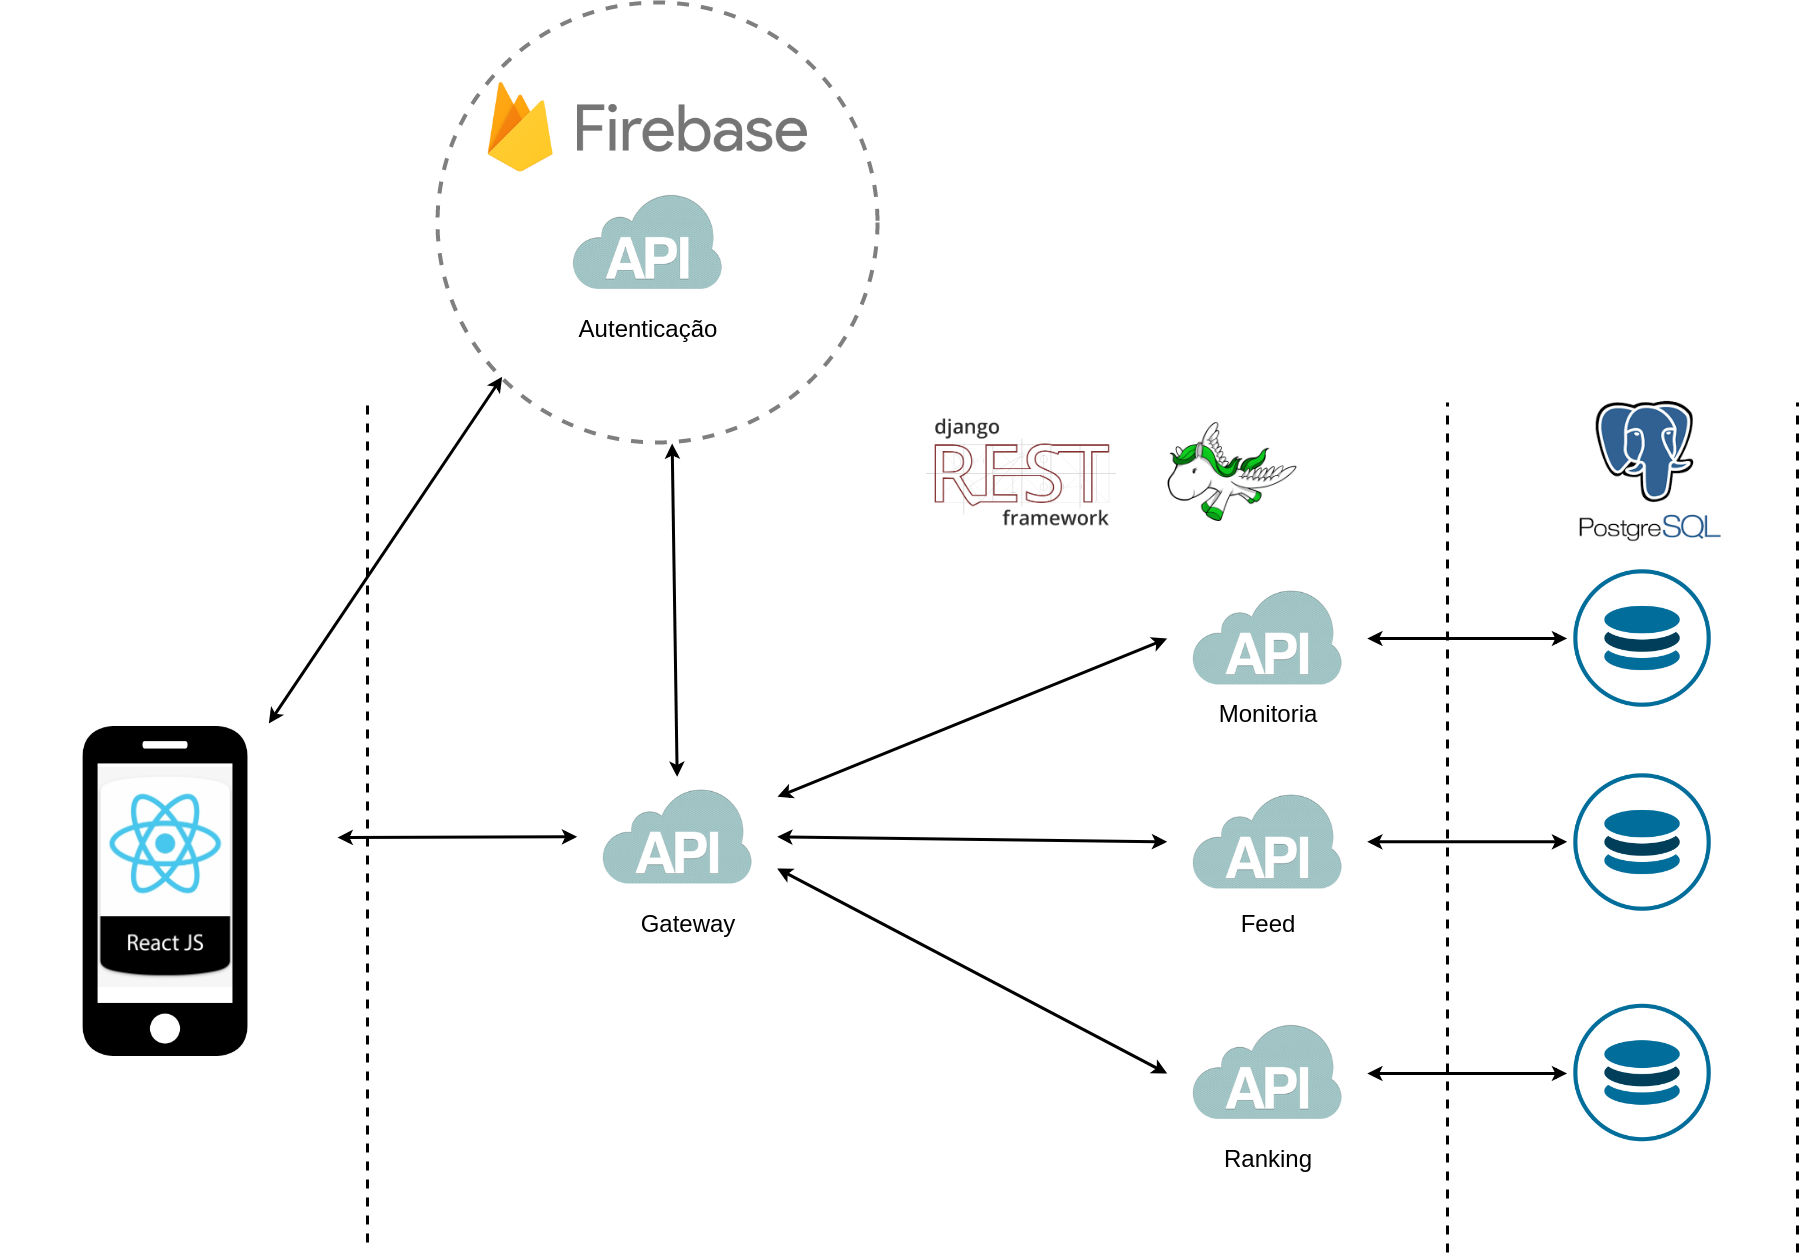 Firebase
API
Autenticação
django
REST
framework
PostgreSQL
API
Monitoria
React JS
API
Gateway
API
Feed
API
Ranking